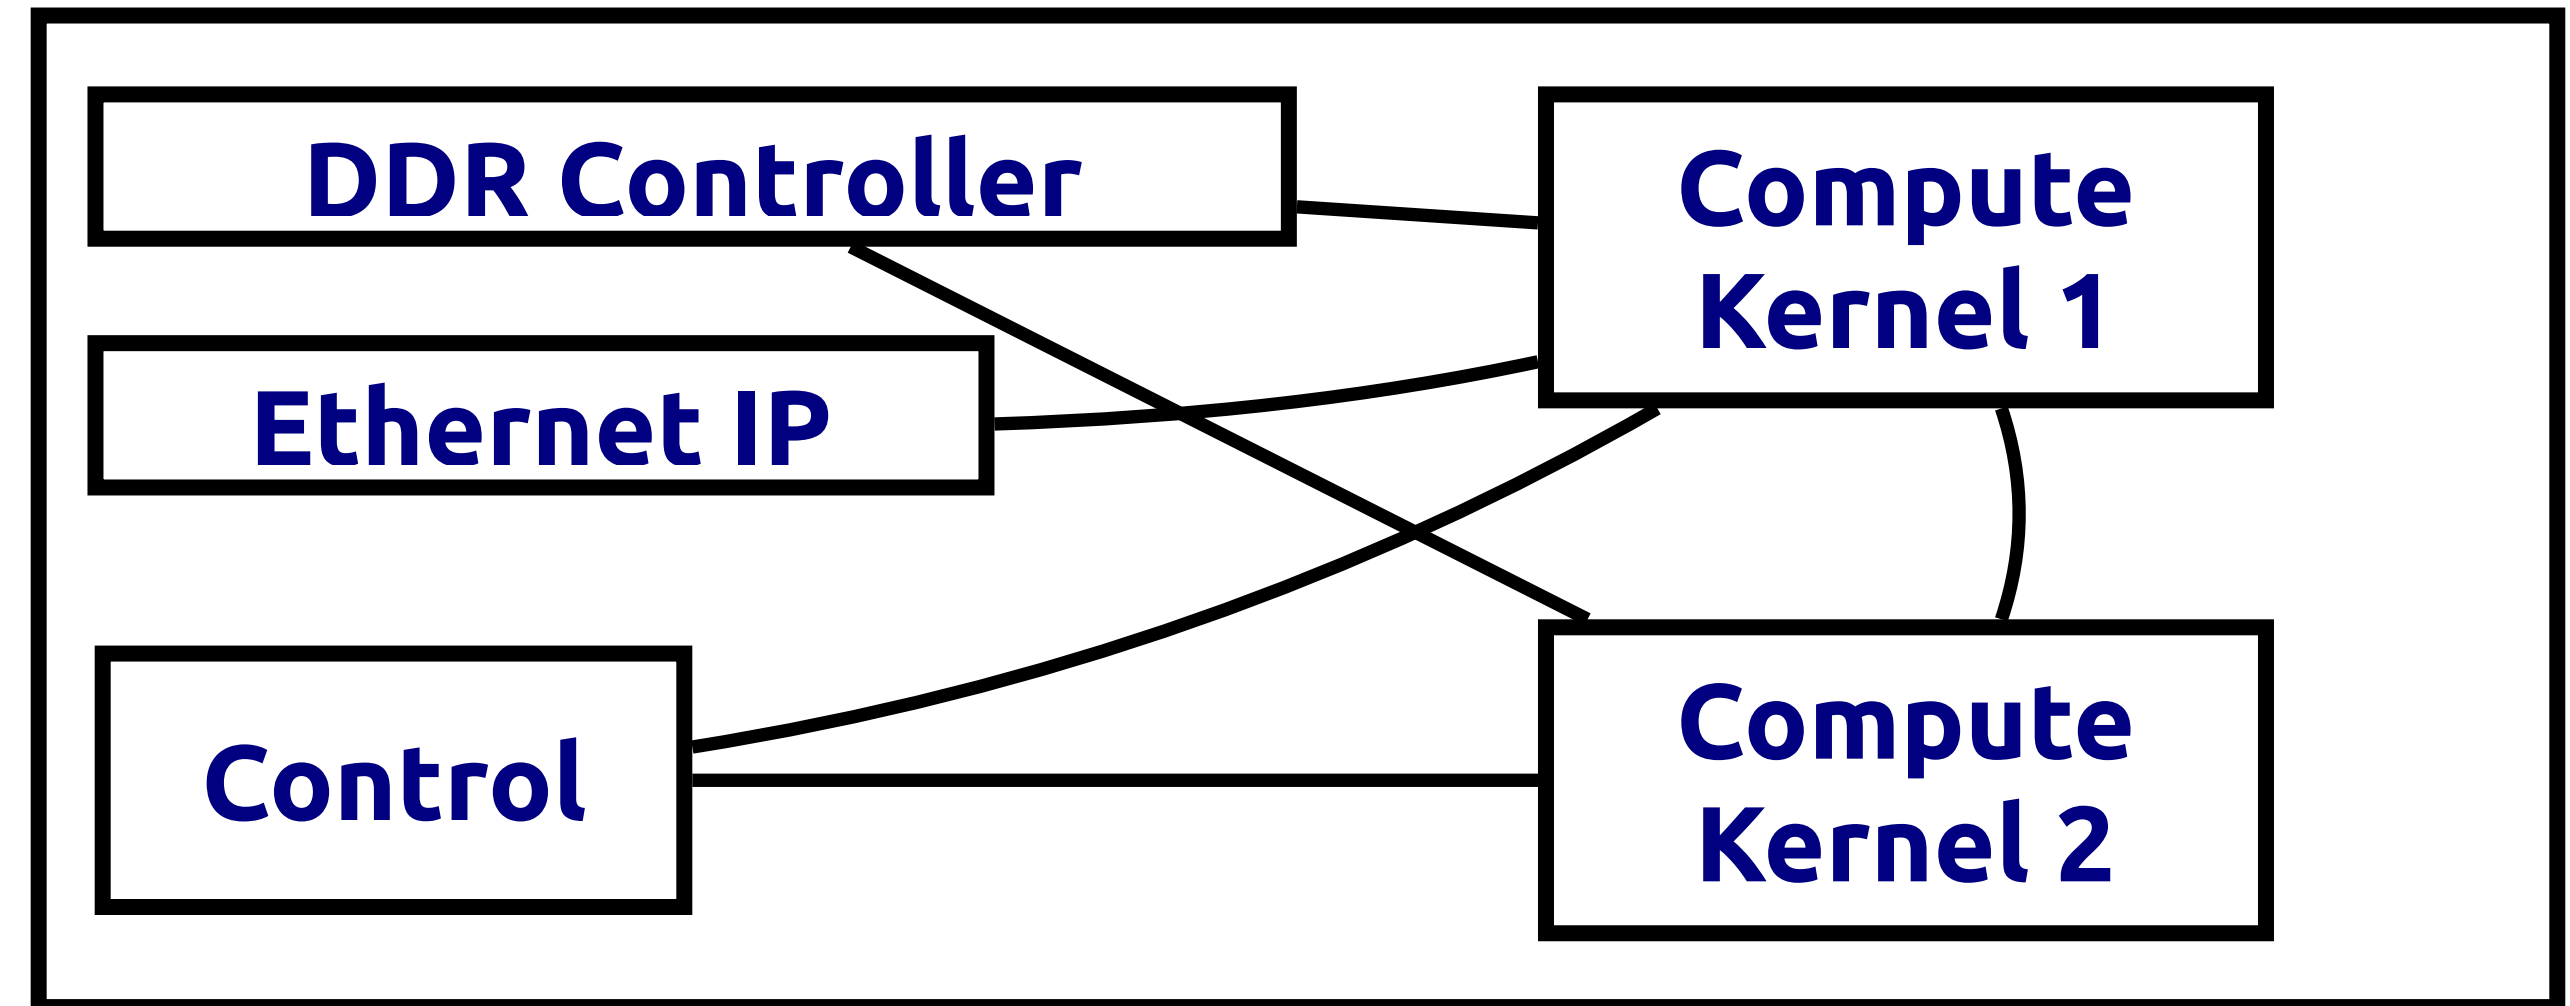 DDR Controller
Compute
Kernel 1
Ethernet IP
Control
Compute
Kernel 2